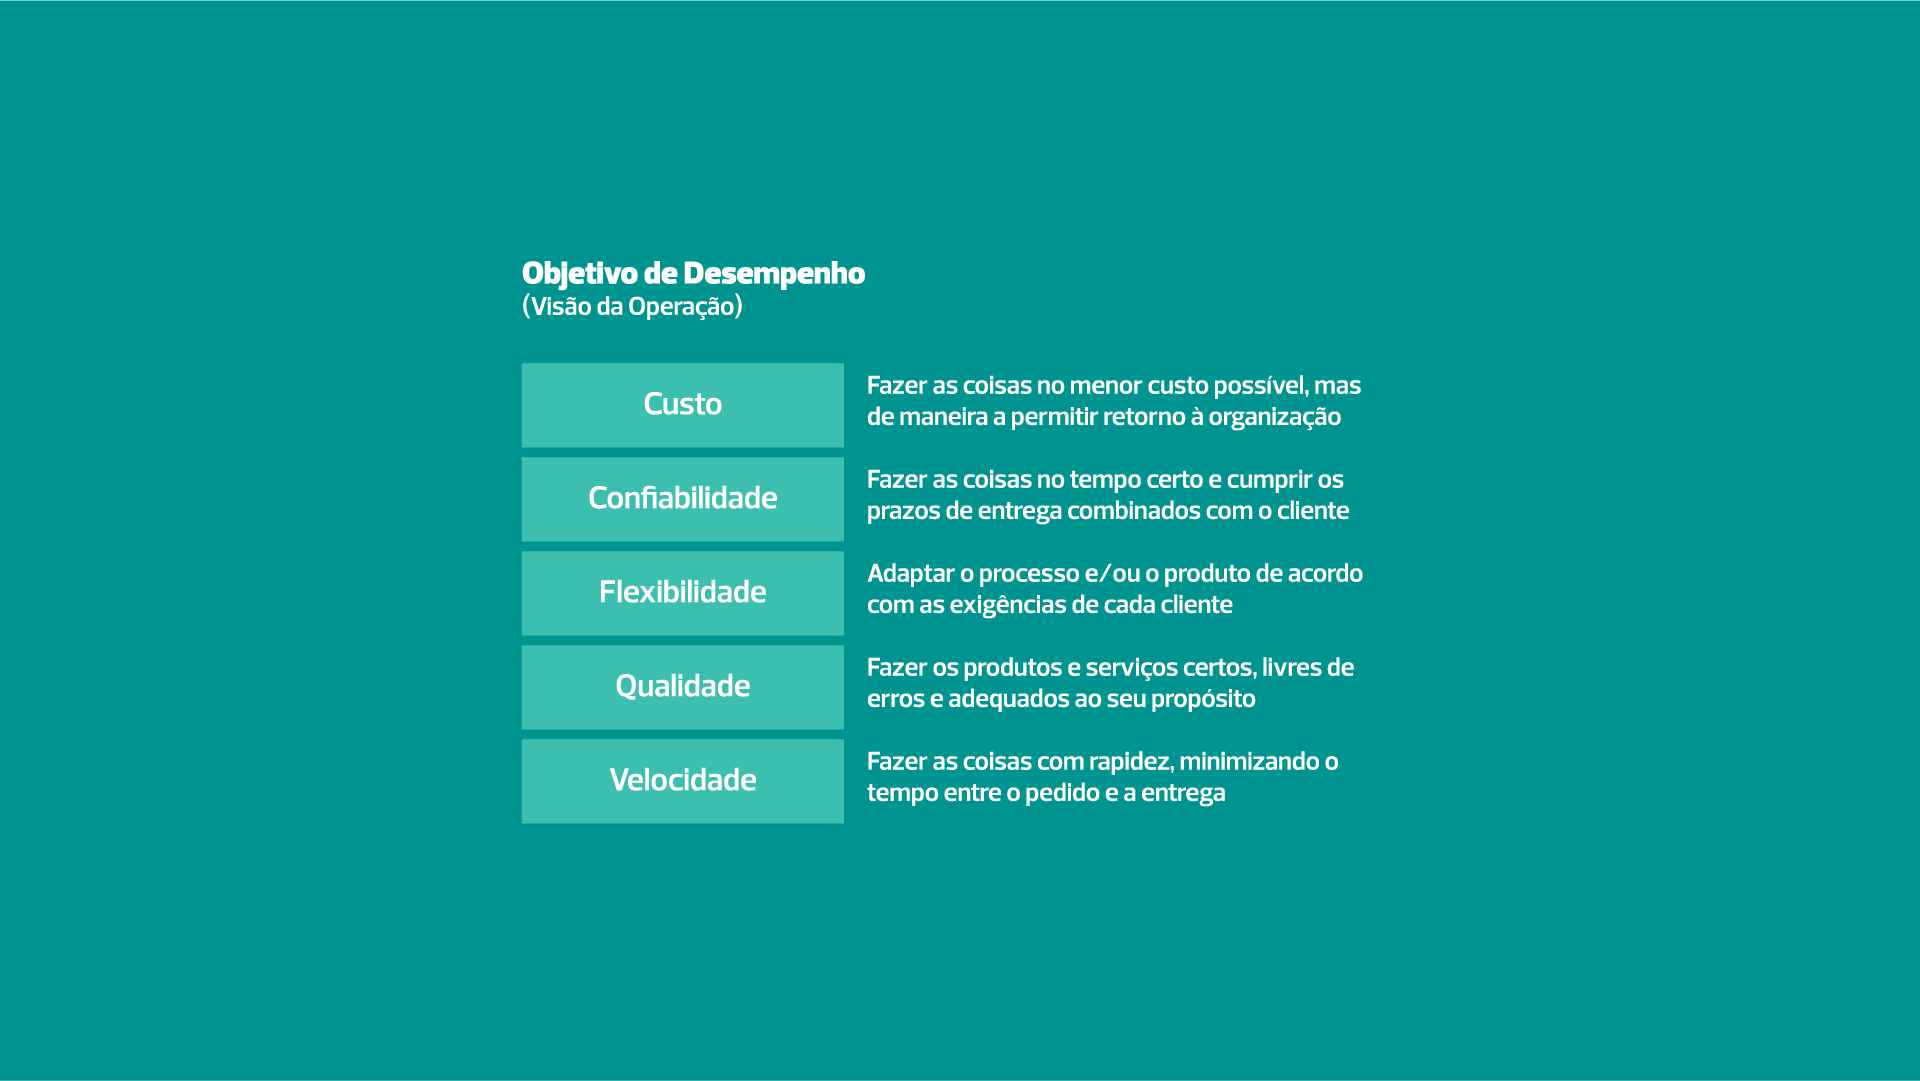 Objetivo de Desempenho
(Visão da Operação)
Custo
Fazer as coisas no menor custo possível, mas
de maneira a permitir retorno à organização
Confiabilidade
Fazer as coisas no tempo certo e cumprir os
prazos de entrega combinados com o cliente
Flexibilidade
Adaptar o processo e/ou o produto de acordo
com as exigências de cada cliente
Qualidade
Fazer os produtos e serviços certos, livres de
erros e adequados ao seu propósito
Velocidade
Fazer as coisas com rapidez, minimizando o
tempo entre o pedido e a entrega